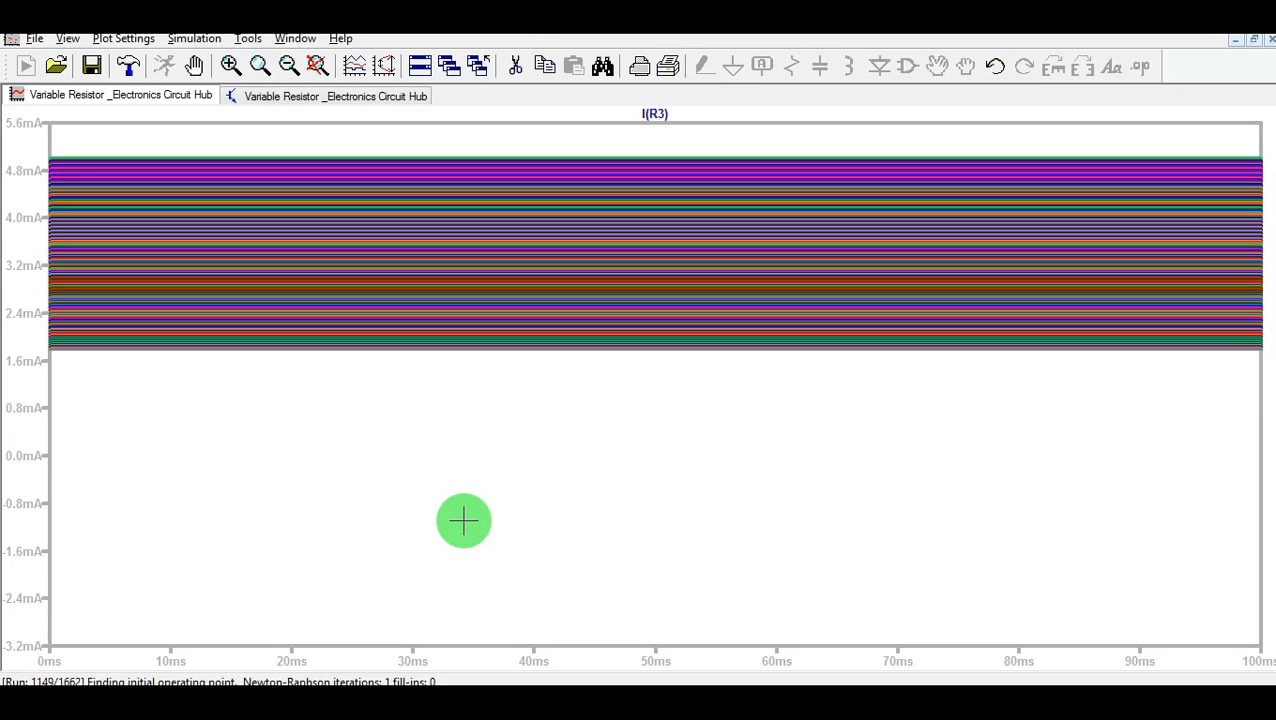 File View Plot Settings Simulation Tools Window Help
Variable Resistor _Electronics Circuit Hub Variable Resistor _Electronics Circuit Hub
I(R3)
5.6mA
4.8mA
4.0mA
3.2mA
2.4mA
1.6mA
0.8mA
0.0mA
-0.8mA
-1.6mA
-2.4mA
-3.2mA
0ms 10ms 20ms 30ms 40ms 50ms 60ms 70ms 80ms 90ms 100ms
[Run: 1149/1662] Finding initial operating point. Newton-Raphson iterations: 1 fill-ins: 0